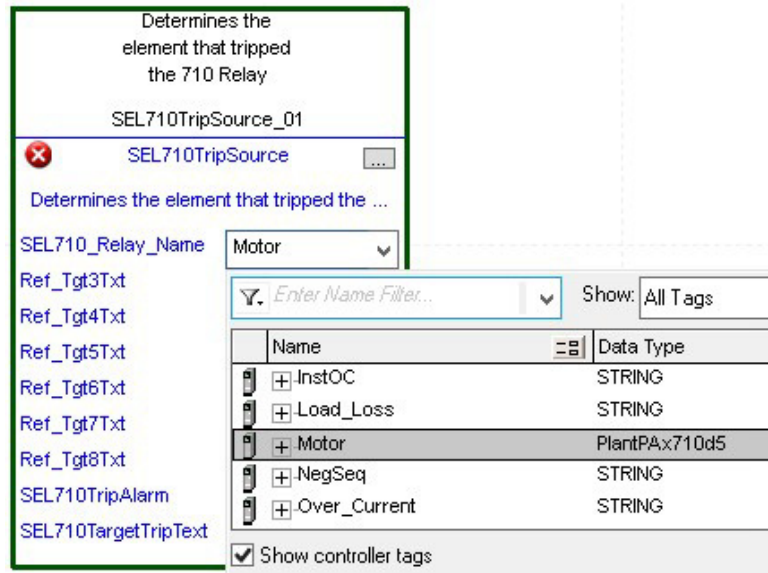 Determines the
element that tripped
the 710 Relay
SEL710TripSource_01
SEL710TripSource ...
Determines the element that tripped the ...
SEL710_Relay_Name Motor
Ref_Tgt3Txt
Ref_Tgt4Txt
Ref_Tgt5Txt
Ref_Tgt6Txt
Ref_Tgt7Txt
Ref_Tgt8Txt
SEL710TripAlarm
SEL710TargetTripText
Enter Name Filter... Show: All Tags
Name Data Type
InstOC STRING
Load_Loss STRING
Motor PlantPAx710d5
NegSeq STRING
Over_Current STRING
Show controller tags